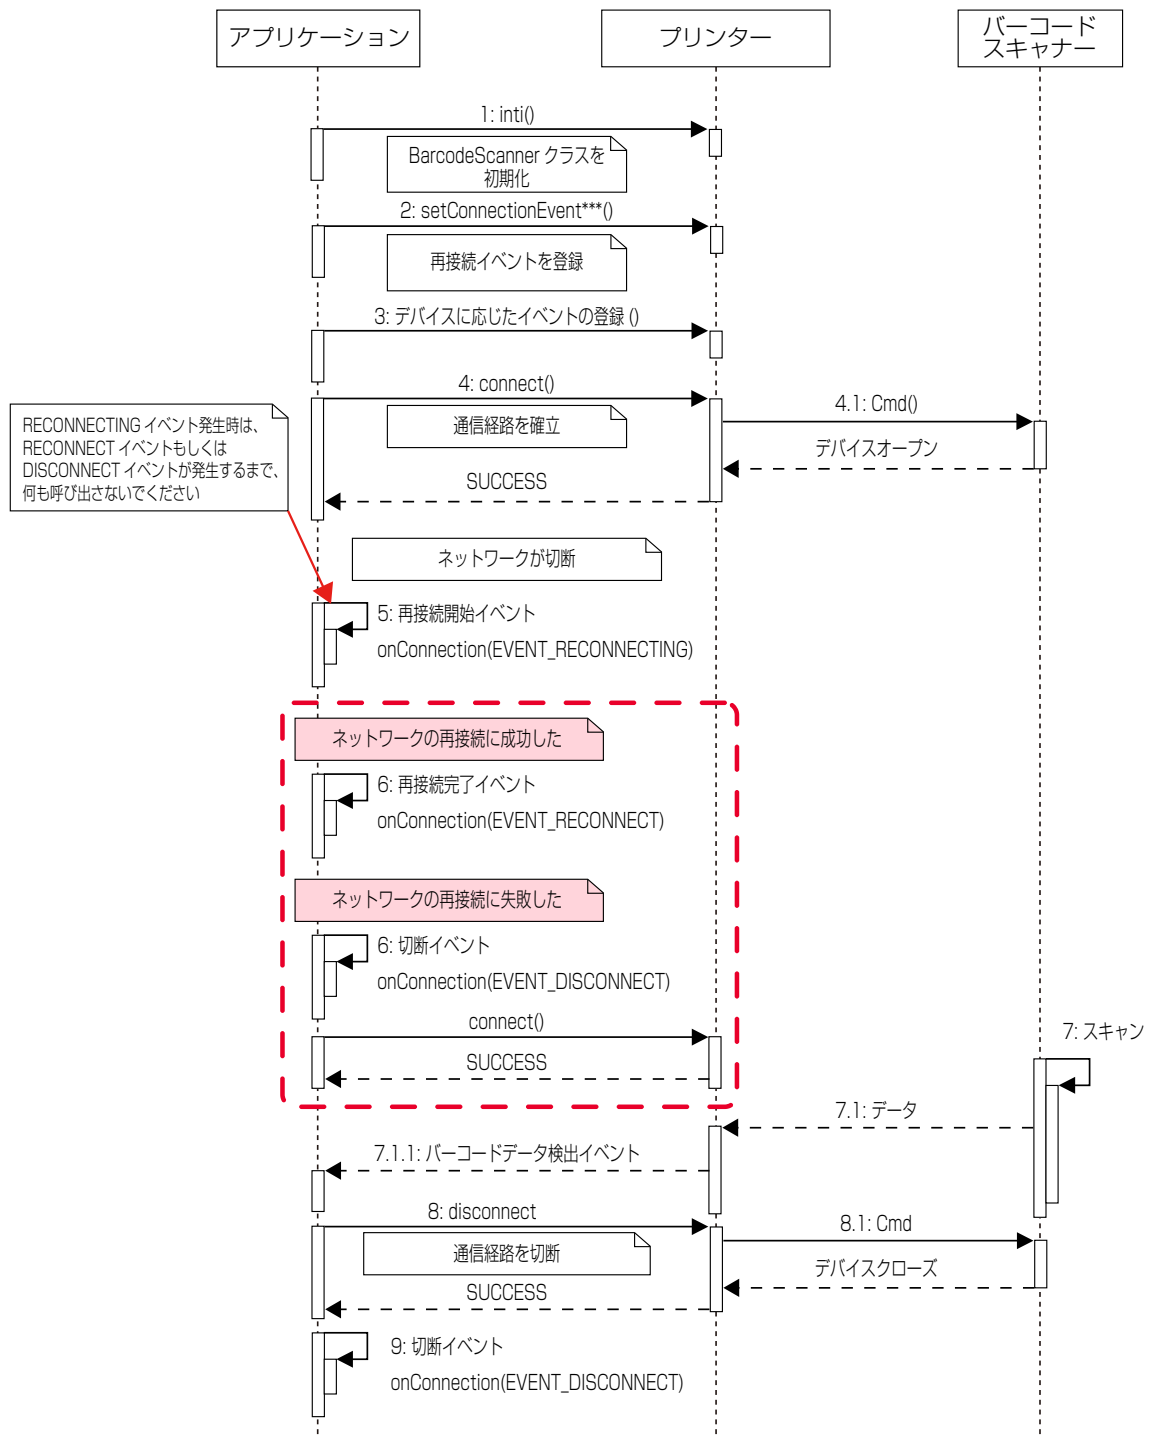 アプリケーション
プリンター
バーコード
スキャナー
1: inti()
BarcodeScanner クラスを
初期化
2: setConnectionEvent***()
再接続イベントを登録
3: デバイスに応じたイベントの登録 ()
4: connect()
通信経路を確立
4.1: Cmd()
デバイスオープン
SUCCESS
RECONNECTING イベント発生時は、
RECONNECT イベントもしくは
DISCONNECT イベントが発生するまで、
何も呼び出さないでください
ネットワークが切断
5: 再接続開始イベント
onConnection(EVENT_RECONNECTING)
ネットワークの再接続に成功した
6: 再接続完了イベント
onConnection(EVENT_RECONNECT)
ネットワークの再接続に失敗した
6: 切断イベント
onConnection(EVENT_DISCONNECT)
connect()
SUCCESS
7: スキャン
7.1: データ
7.1.1: バーコードデータ検出イベント
8: disconnect
通信経路を切断
8.1: Cmd
デバイスクローズ
SUCCESS
9: 切断イベント
onConnection(EVENT_DISCONNECT)